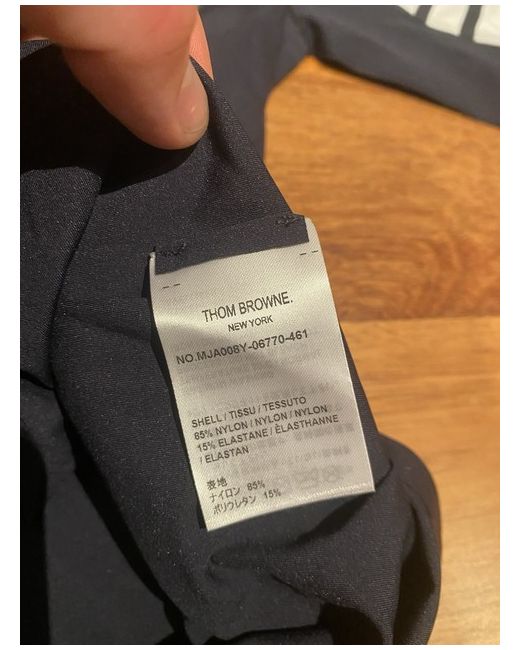 THOM BROWNE.
NEW YORK
NO.MJA008Y-06770-461
SHELL / TISSU / TESSUTO
85% NYLON / NYLON / NYLON
15% ELASTANE / ÉLASTHANNE
/ ELASTAN
表地
ナイロン 85%
ポリウレタン 15%